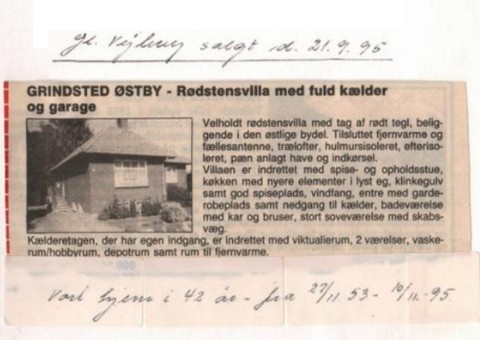 Gl. Vejlevej solgt d. 21.9.95
GRINDSTED ØSTBY - Rødstensvilla med fuld kælder
og garage
Velholdt rødstensvilla med tag af rødt tegl, belig-
gende i den østlige bydel. Tilsluttet fjernvarme og
fællesantenne, trælofter, hulmursisoleret, efteriso-
leret, pæn anlagt have og indkørsel.
Villaen er indrettet med spise- og opholdsstue,
køkken med nyere elementer i lyst eg, klinkegulv
samt god spiseplads, vindfang, entre med garde-
robeplads samt nedgang til kælder, badeværelse
med kar og bruser, stort soveværelse med skabs-
væg.
Kælderetagen, der har egen indgang, er indrettet med viktualierum, 2 værelser, vaske-
rum/hobbyrum, depotrum samt rum til fjernvarme.
Vort hjem i 42 år - fra 27/11.53 - 10/11.-95.